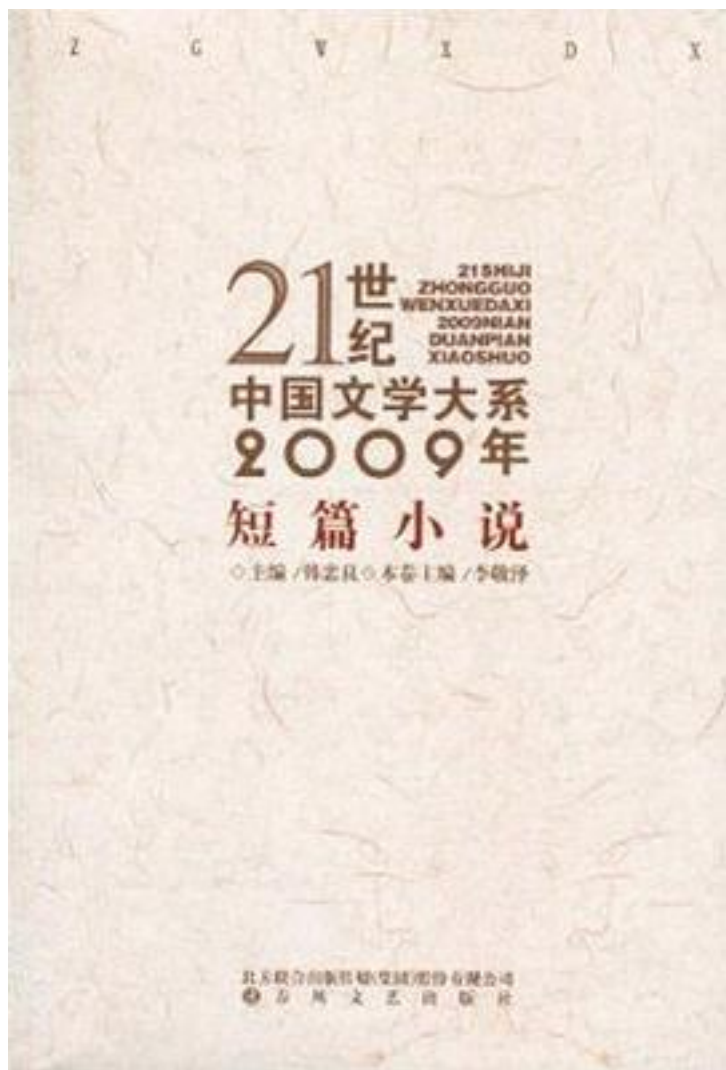 Z G W X D X
21世纪
21SHIJI
ZHONGGUO
WENXUEDAXI
2009NIAN
DUANPIAN
XIAOSHUO
中国文学大系
2009年
短篇小说
◇主编/韩忠良◇本卷主编/李敬泽
北方联合出版传媒(集团)股份有限公司
春风文艺出版社